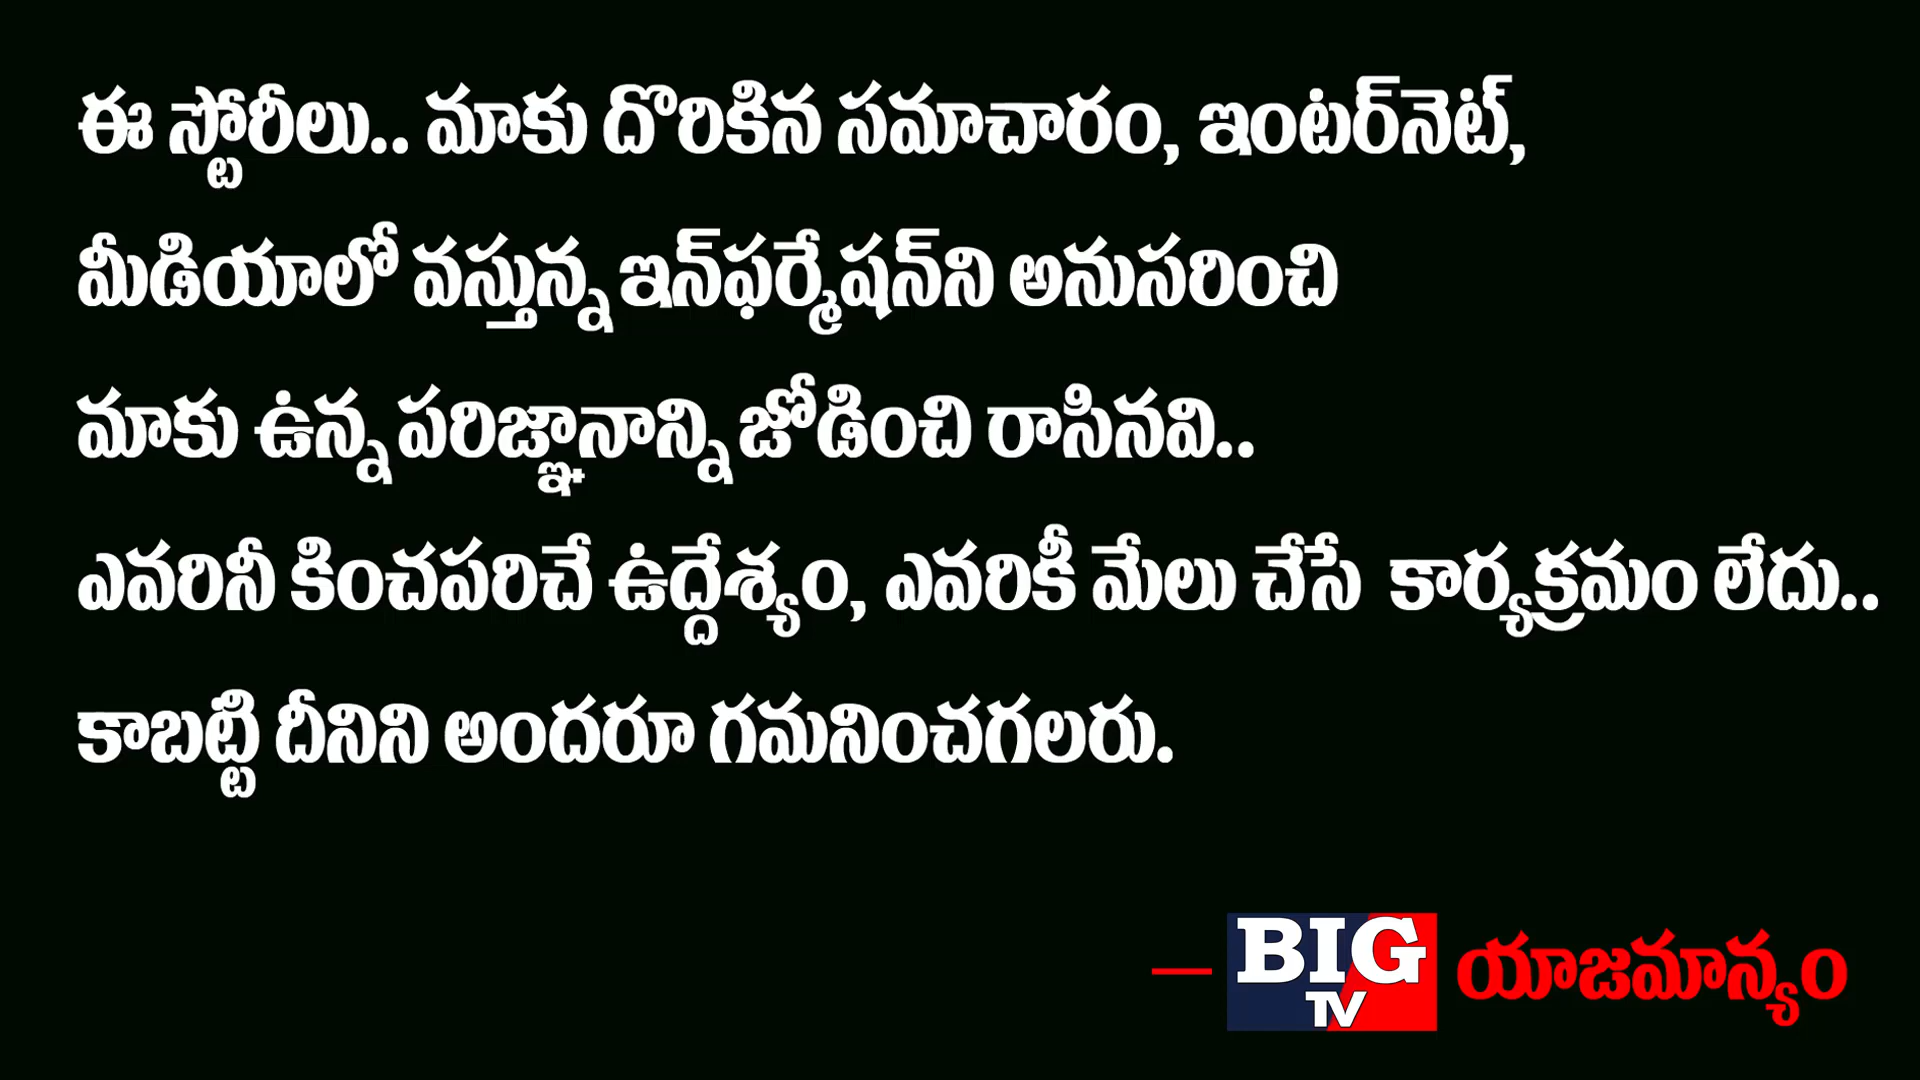 ఈ స్టోరీలు.. మాకు దొరికిన సమాచారం, ఇంటర్‌నెట్,
మీడియాలో వస్తున్న ఇన్‌ఫర్మేషన్‌ని అనుసరించి
మాకు ఉన్న పరిజ్ఞానాన్ని జోడించి రాసినవి..
ఎవరినీ కించపరిచే ఉద్దేశ్యం, ఎవరికీ మేలు చేసే కార్యక్రమం లేదు..
కాబట్టి దీనిని అందరూ గమనించగలరు.
— BIG TV యాజమాన్యం